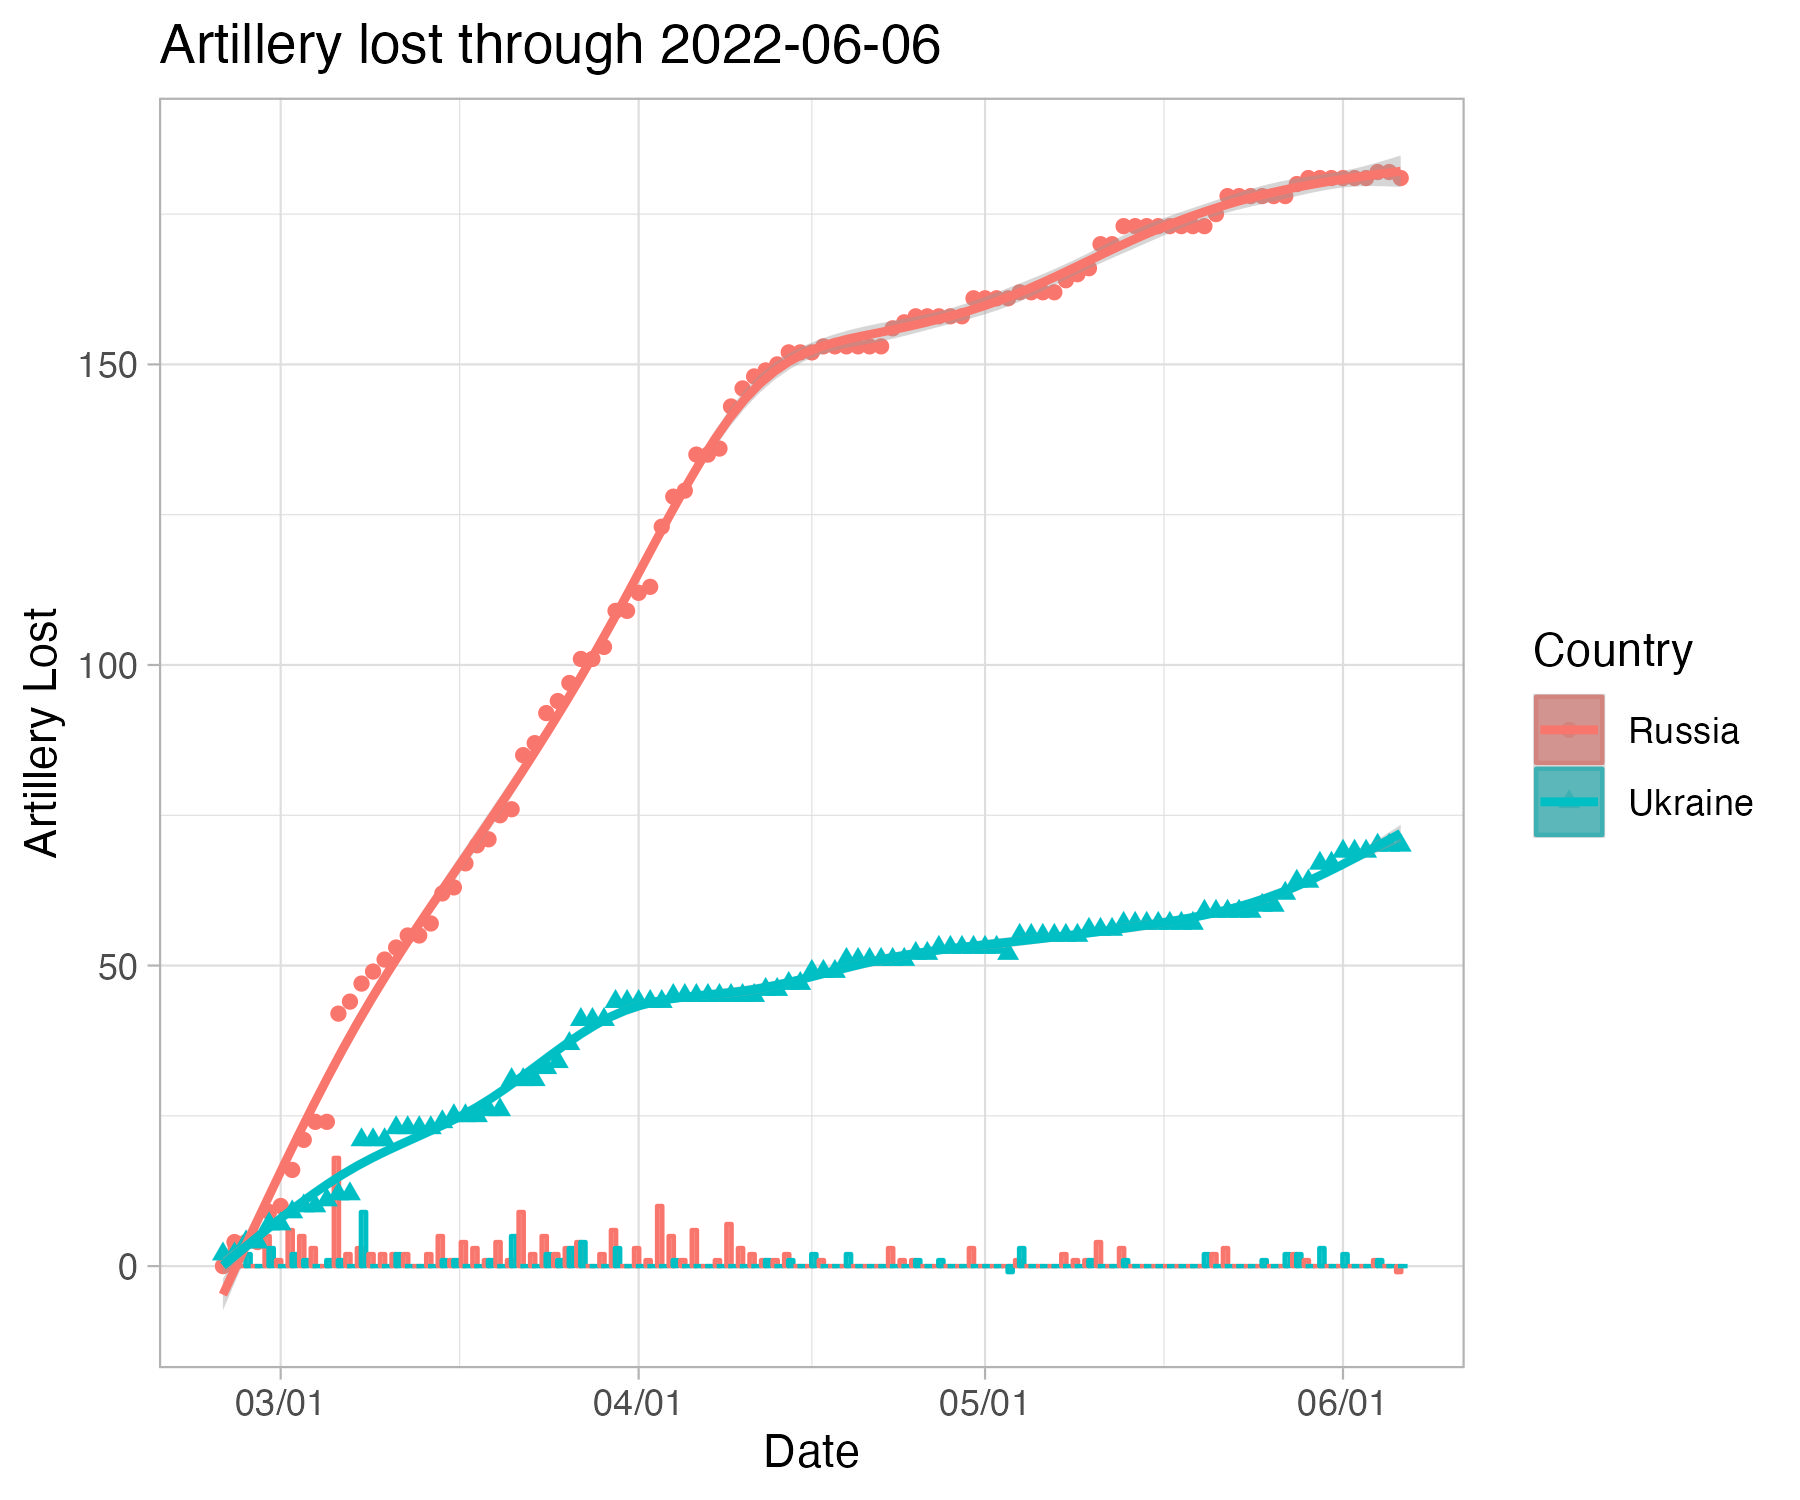 Artillery lost through 2022-06-06
Artillery Lost
150
100
50
0
03/01
04/01
05/01
06/01
Date
Country
Russia
Ukraine